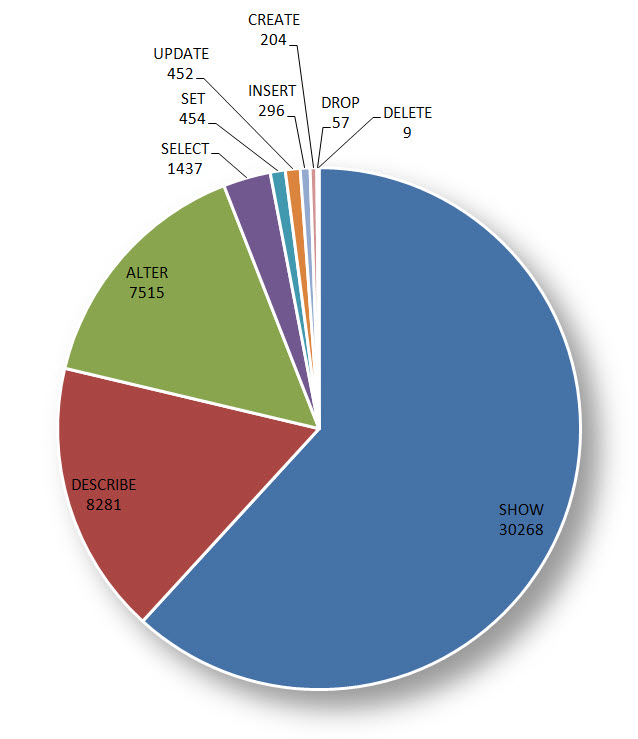 CREATE
204
UPDATE
452
SET
454
INSERT
296
DROP
57
DELETE
9
SELECT
1437
ALTER
7515
DESCRIBE
8281
SHOW
30268